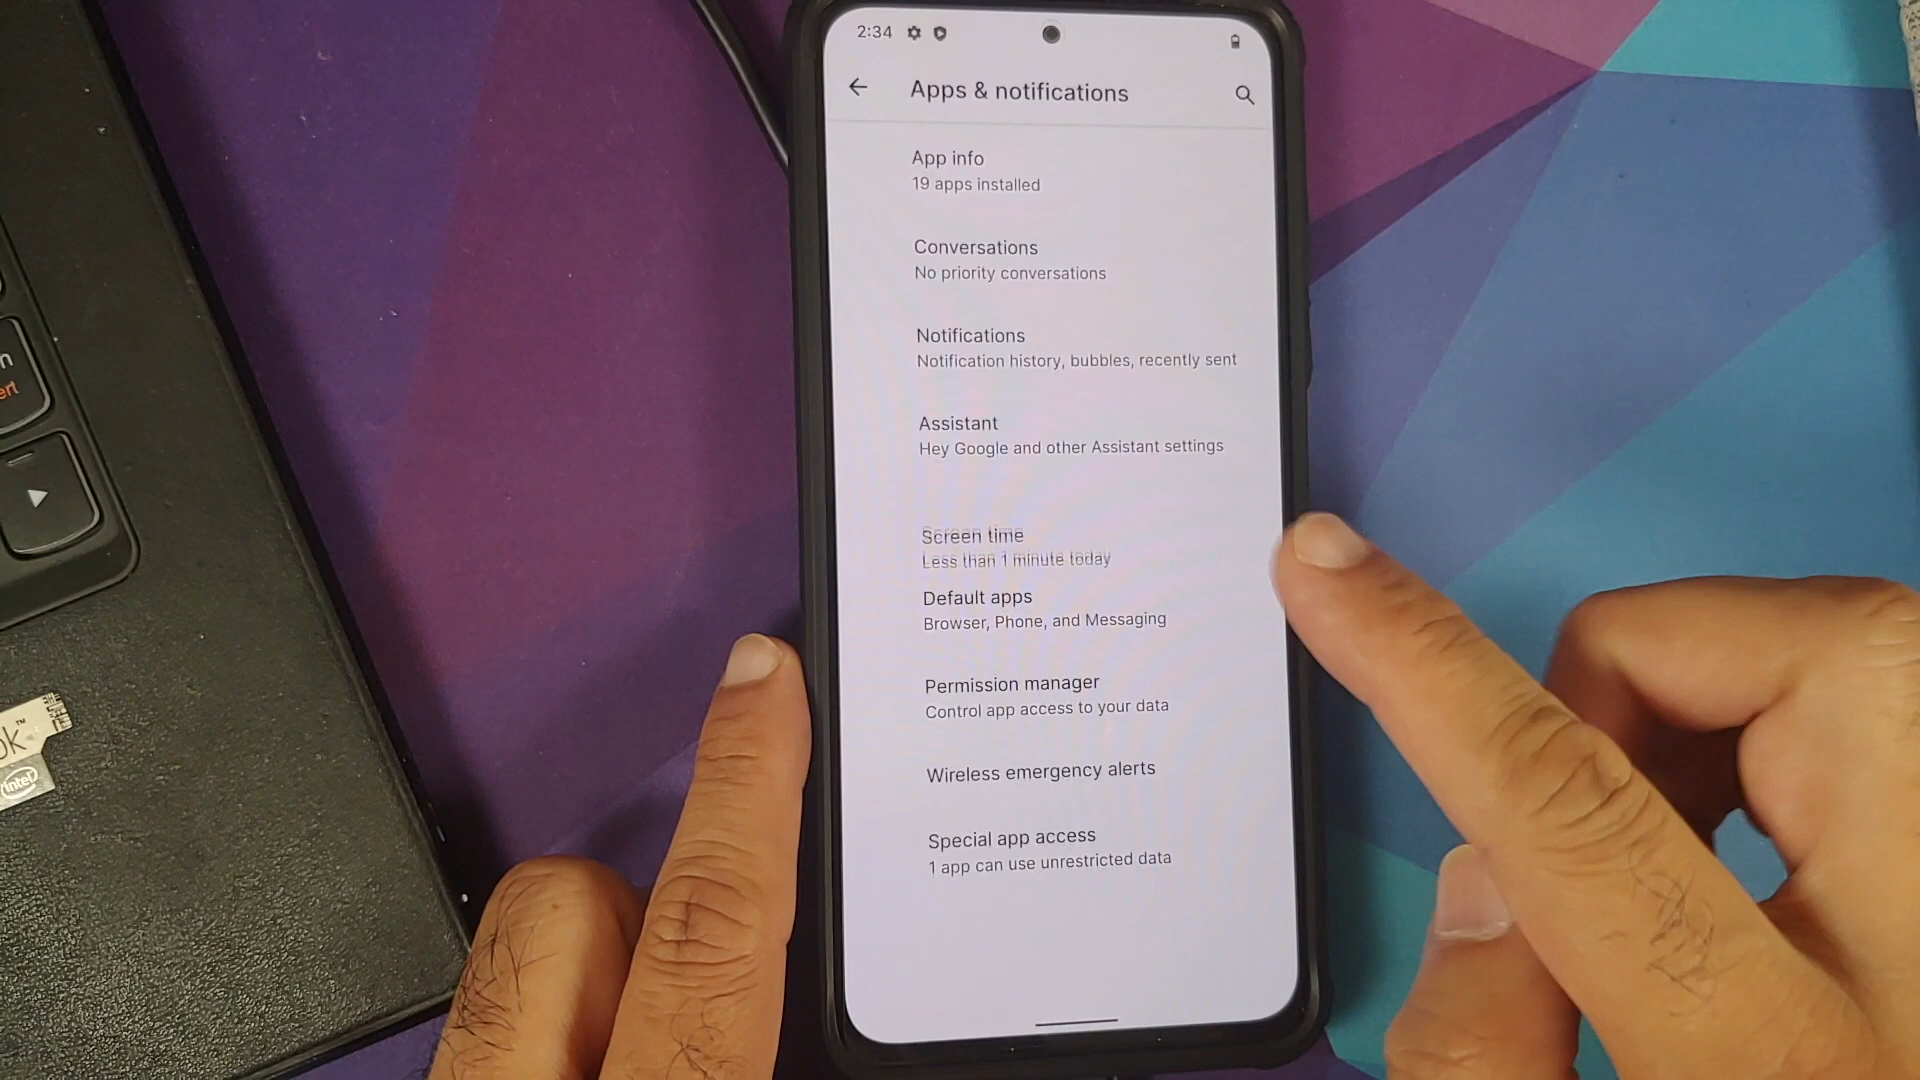 2:34
Apps & notifications
App info
19 apps installed
Conversations
No priority conversations
Notifications
Notification history, bubbles, recently sent
Assistant
Hey Google and other Assistant settings
Screen time
Less than 1 minute today
Default apps
Browser, Phone, and Messaging
Permission manager
Control app access to your data
Wireless emergency alerts
Special app access
1 app can use unrestricted data
intel